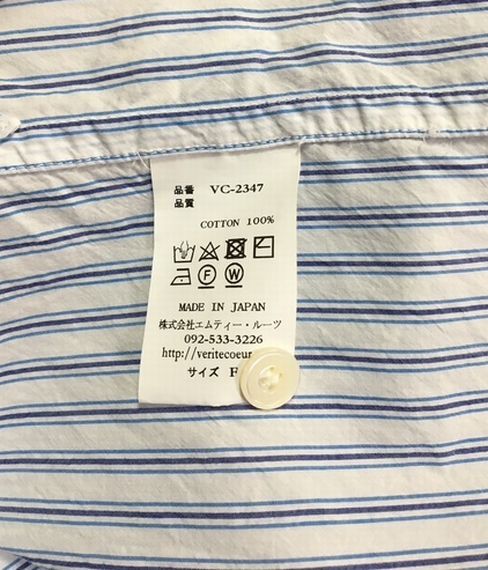 品番 VC-2347
品質
COTTON 100%
F W
MADE IN JAPAN
株式会社エムティー・ルーツ
092-533-3226
http://veritecoeur
サイズ F